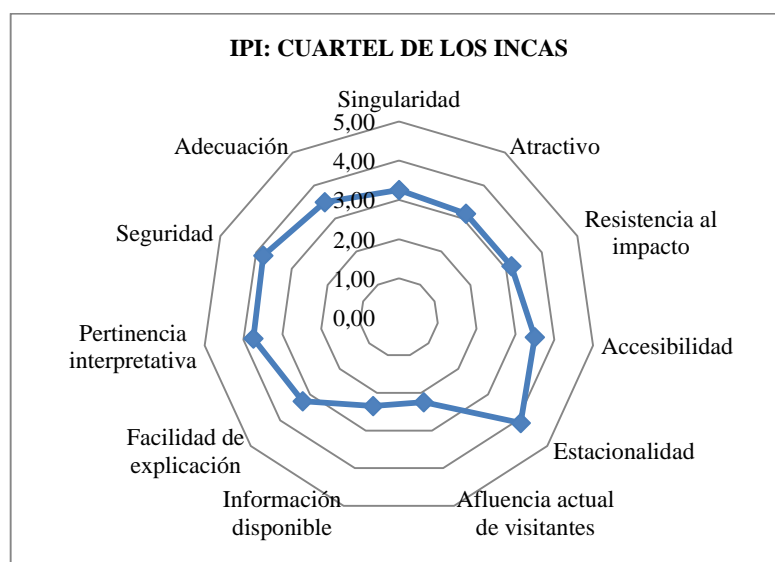 IPI: CUARTEL DE LOS INCAS
Singularidad
5,00
4,00
3,00
2,00
1,00
0,00
Atractivo
Resistencia al
impacto
Accesibilidad
Estacionalidad
Afluencia actual
de visitantes
Información
disponible
Facilidad de
explicación
Pertinencia
interpretativa
Seguridad
Adecuación